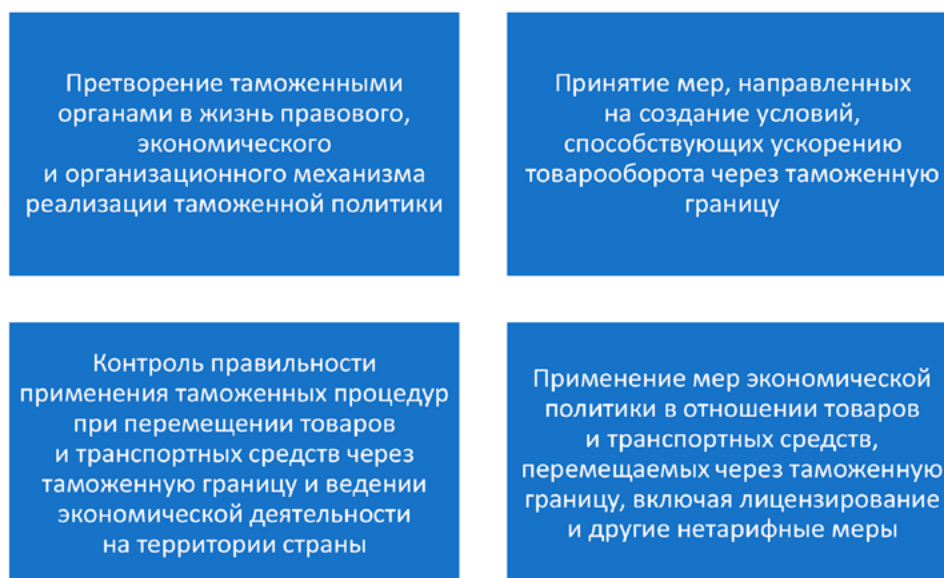 Претворение таможенными
органами в жизнь правового,
экономического
и организационного механизма
реализации таможенной политики
Принятие мер, направленных
на создание условий,
способствующих ускорению
товарооборота через таможенную
границу
Контроль правильности
применения таможенных процедур
при перемещении товаров
и транспортных средств через
таможенную границу и ведении
экономической деятельности
на территории страны
Применение мер экономической
политики в отношении товаров
и транспортных средств,
перемещаемых через таможенную
границу, включая лицензирование
и другие нетарифные меры